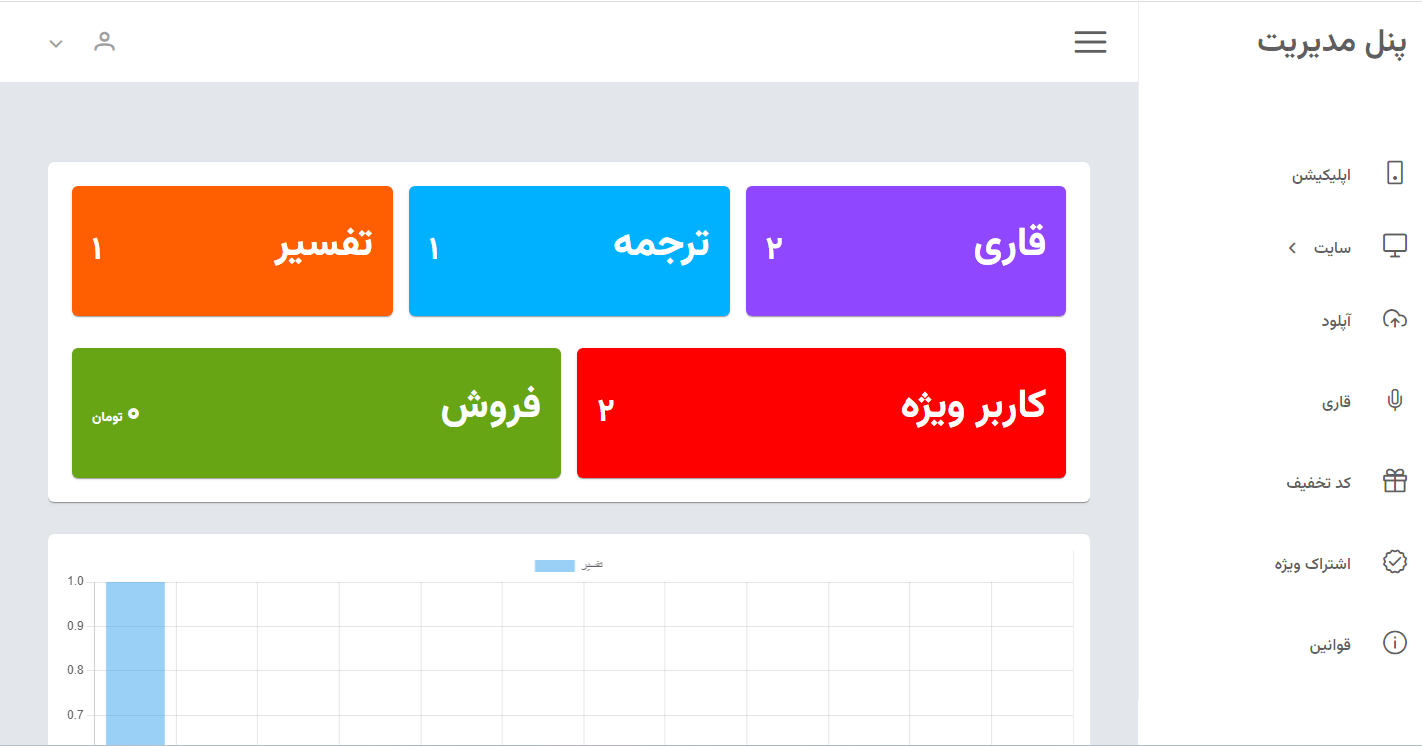 پنل مدیریت
اپلیکیشن
سایت
آپلود
قاری
کد تخفیف
اشتراک ویژه
قوانین
قاری ۲
ترجمه ۱
تفسیر ۱
کاربر ویژه ۲
فروش ۰ تومان
تفسیر
1.0
0.9
0.8
0.7